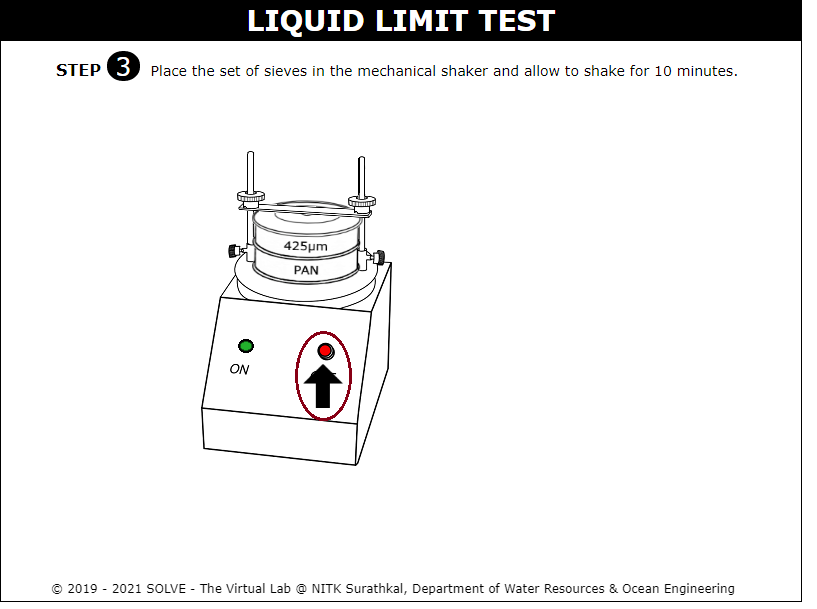 LIQUID LIMIT TEST
STEP 3 Place the set of sieves in the mechanical shaker and allow to shake for 10 minutes.
425μm
PAN
ON
© 2019 - 2021 SOLVE - The Virtual Lab @ NITK Surathkal, Department of Water Resources & Ocean Engineering